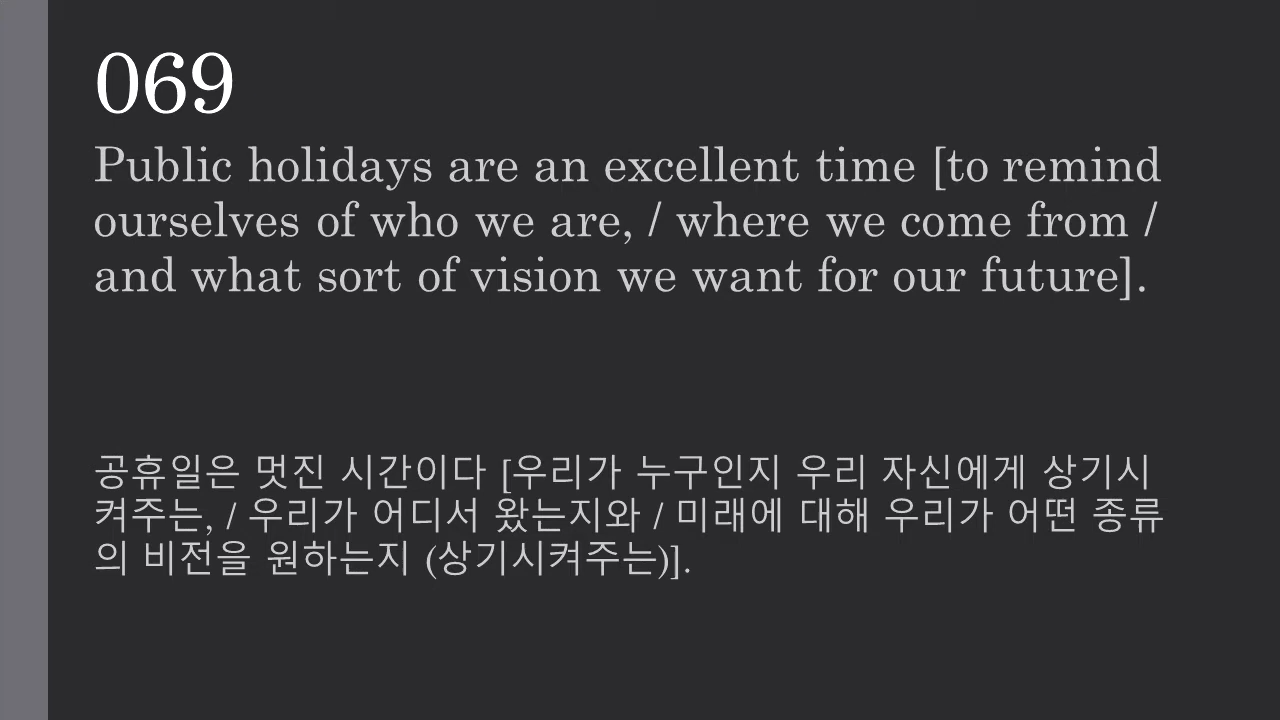 069
Public holidays are an excellent time [to remind
ourselves of who we are, / where we come from /
and what sort of vision we want for our future].
공휴일은 멋진 시간이다 [우리가 누구인지 우리 자신에게 상기시
켜주는, / 우리가 어디서 왔는지와 / 미래에 대해 우리가 어떤 종류
의 비전을 원하는지 (상기시켜주는)].